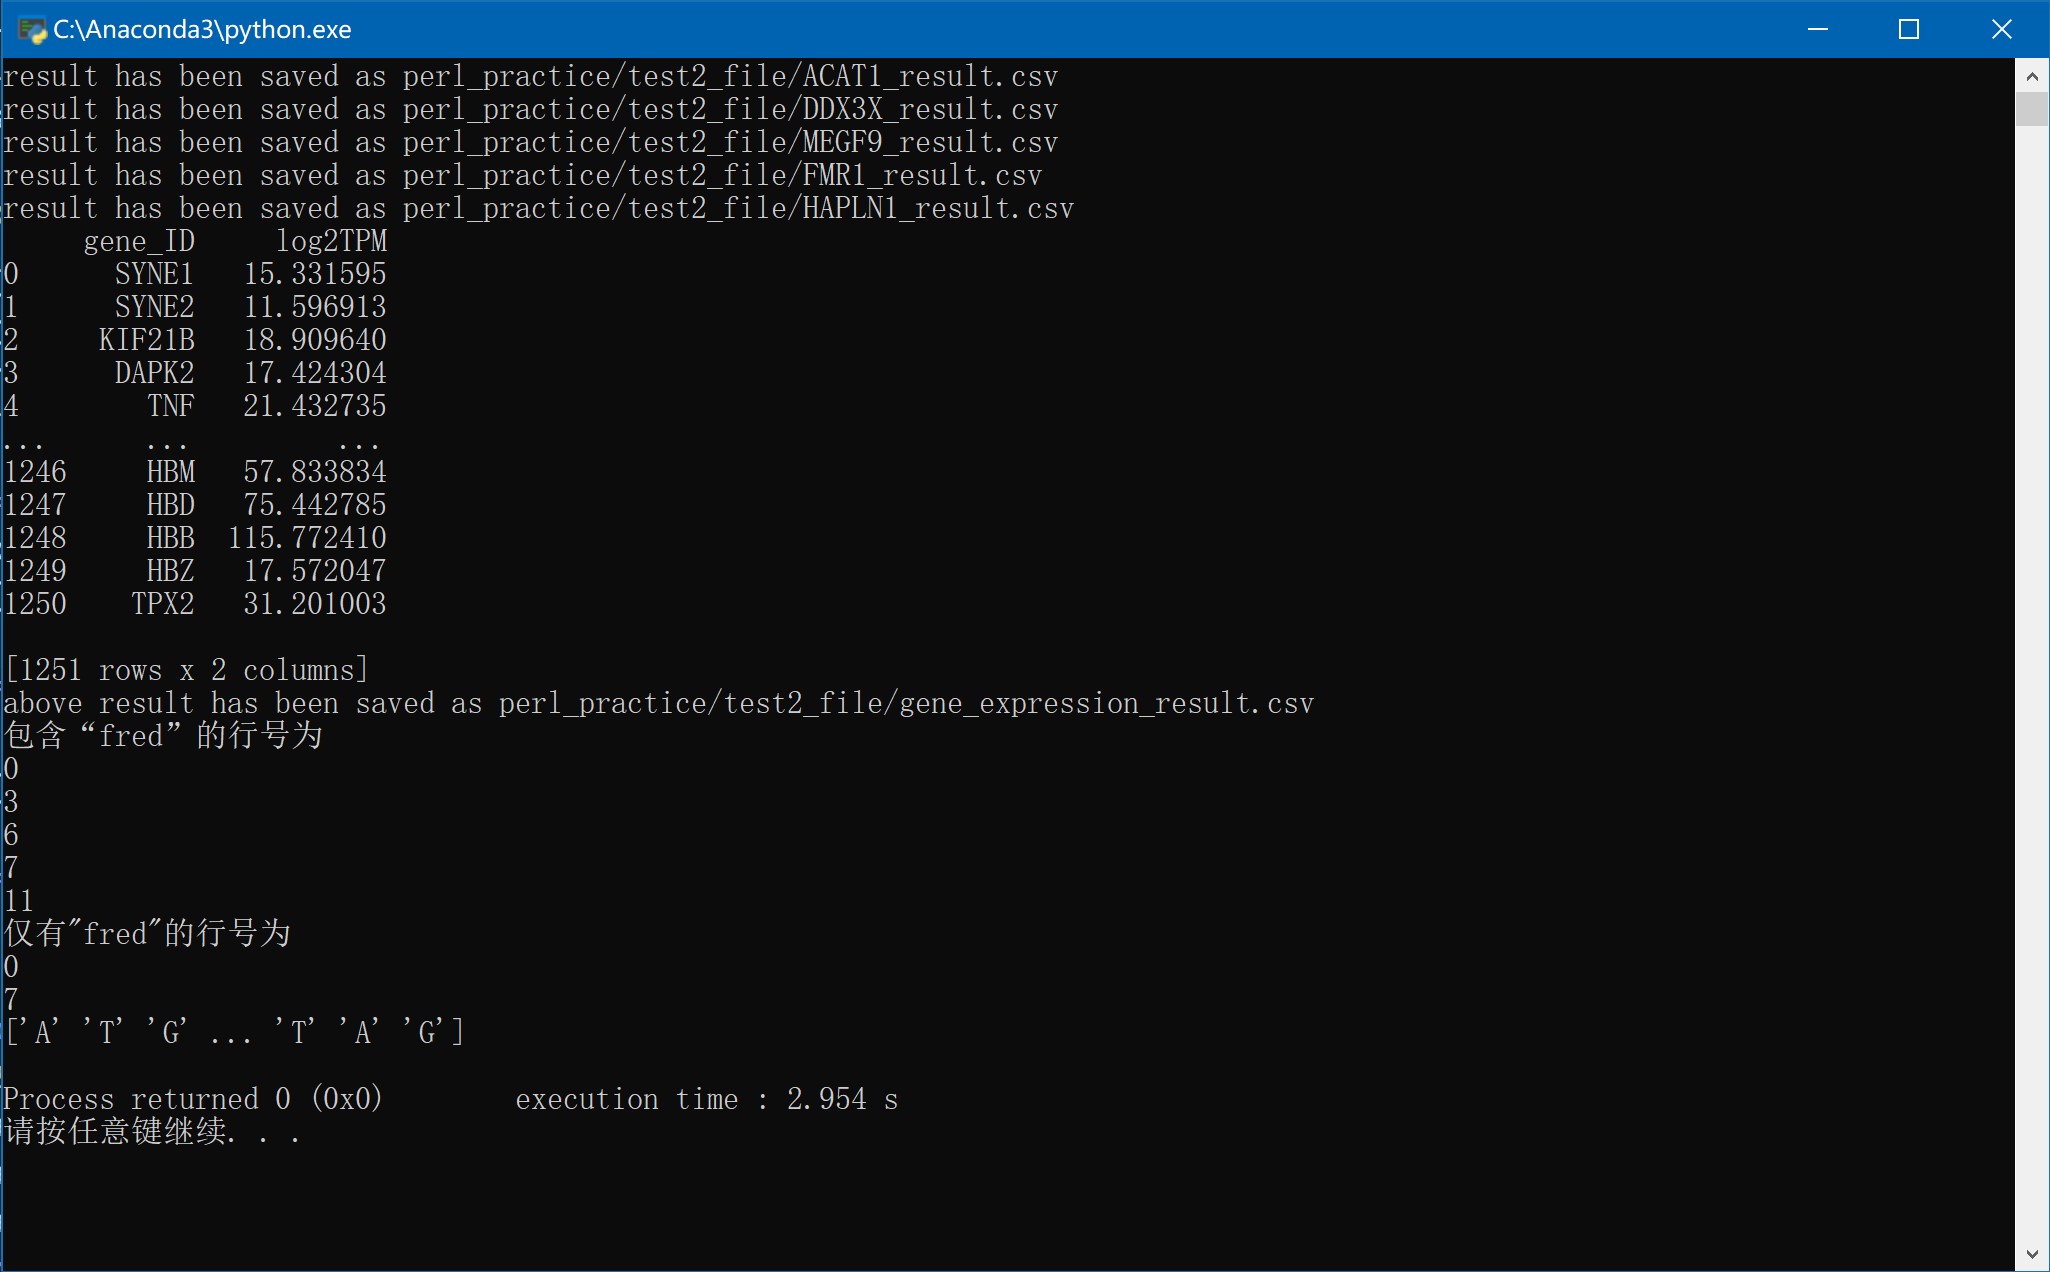 C:\Anaconda3\python.exe
result has been saved as perl_practice/test2_file/ACAT1_result.csv
result has been saved as perl_practice/test2_file/DDX3X_result.csv
result has been saved as perl_practice/test2_file/MEGF9_result.csv
result has been saved as perl_practice/test2_file/FMR1_result.csv
result has been saved as perl_practice/test2_file/HAPLN1_result.csv
gene_ID log2TPM
0 SYNE1 15.331595
1 SYNE2 11.596913
2 KIF21B 18.909640
3 DAPK2 17.424304
4 TNF 21.432735
... ... ...
1246 HBM 57.833834
1247 HBD 75.442785
1248 HBB 115.772410
1249 HBZ 17.572047
1250 TPX2 31.201003
[1251 rows x 2 columns]
above result has been saved as perl_practice/test2_file/gene_expression_result.csv
包含“fred”的行号为
0
3
6
7
11
仅有"fred"的行号为
0
7
['A' 'T' 'G' ... 'T' 'A' 'G']
Process returned 0 (0x0) execution time : 2.954 s
请按任意键继续. . .